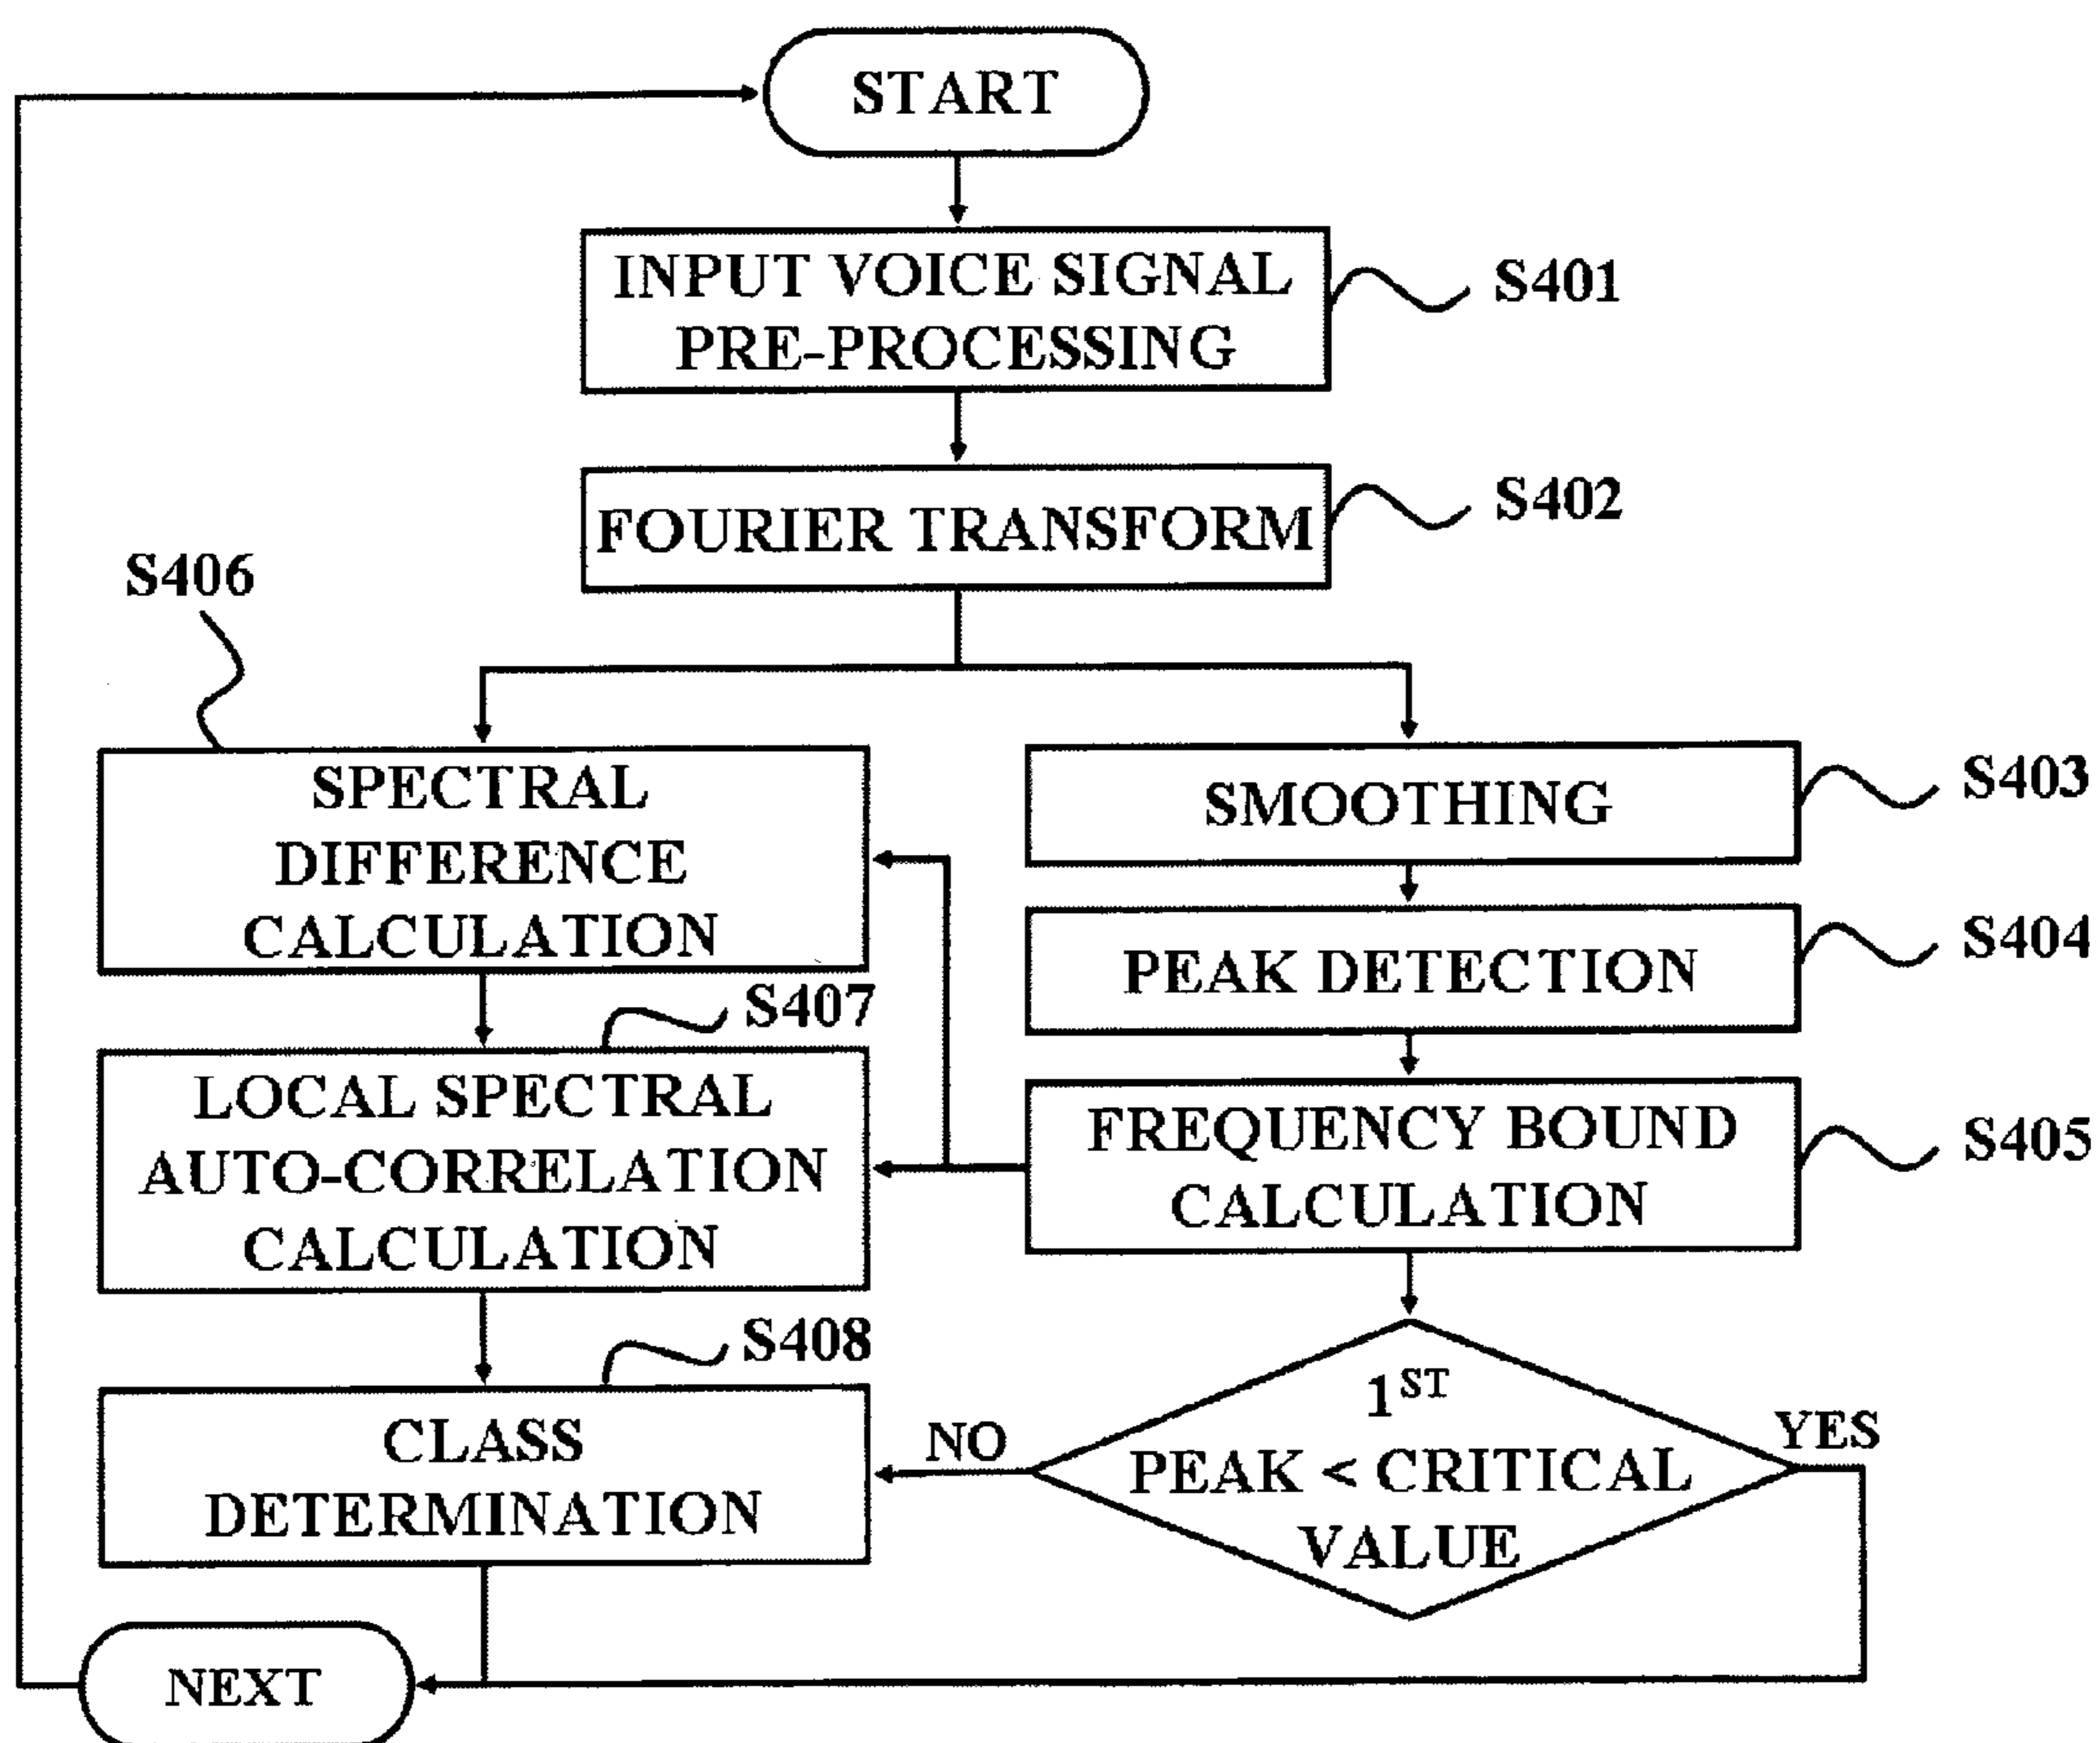 START
INPUT VOICE SIGNAL
PRE-PROCESSING
S401
FOURIER TRANSFORM
S402
S406
SPECTRAL
DIFFERENCE
CALCULATION
SMOOTHING
S403
PEAK DETECTION
S404
S407
LOCAL SPECTRAL
AUTO-CORRELATION
CALCULATION
FREQUENCY BOUND
CALCULATION
S405
S408
CLASS
DETERMINATION
NO
1ST
PEAK < CRITICAL
VALUE
YES
NEXT